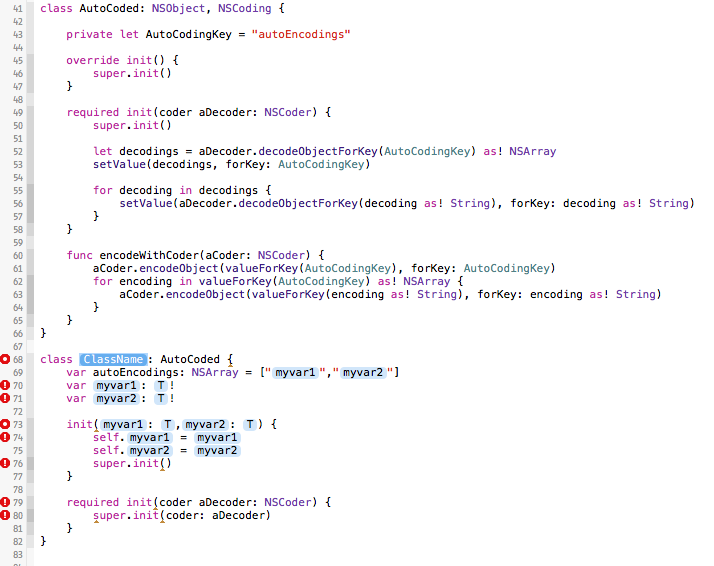 41 class AutoCoded: NSObject, NSCoding {
42
43     private let AutoCodingKey = "autoEncodings"
44
45     override init() {
46         super.init()
47     }
48
49     required init(coder aDecoder: NSCoder) {
50         super.init()
51
52         let decodings = aDecoder.decodeObjectForKey(AutoCodingKey) as! NSArray
53         setValue(decodings, forKey: AutoCodingKey)
54
55         for decoding in decodings {
56             setValue(aDecoder.decodeObjectForKey(decoding as! String), forKey: decoding as! String)
57         }
58     }
59
60     func encodeWithCoder(aCoder: NSCoder) {
61         aCoder.encodeObject(valueForKey(AutoCodingKey), forKey: AutoCodingKey)
62         for encoding in valueForKey(AutoCodingKey) as! NSArray {
63             aCoder.encodeObject(valueForKey(encoding as! String), forKey: encoding as! String)
64         }
65     }
66 }
67
68 class ClassName: AutoCoded {
69     var autoEncodings: NSArray = ["myvar1","myvar2"]
70     var myvar1: T!
71     var myvar2: T!
72
73     init(myvar1: T,myvar2: T) {
74         self.myvar1 = myvar1
75         self.myvar2 = myvar2
76         super.init()
77     }
78
79     required init(coder aDecoder: NSCoder) {
80         super.init(coder: aDecoder)
81     }
82 }
83